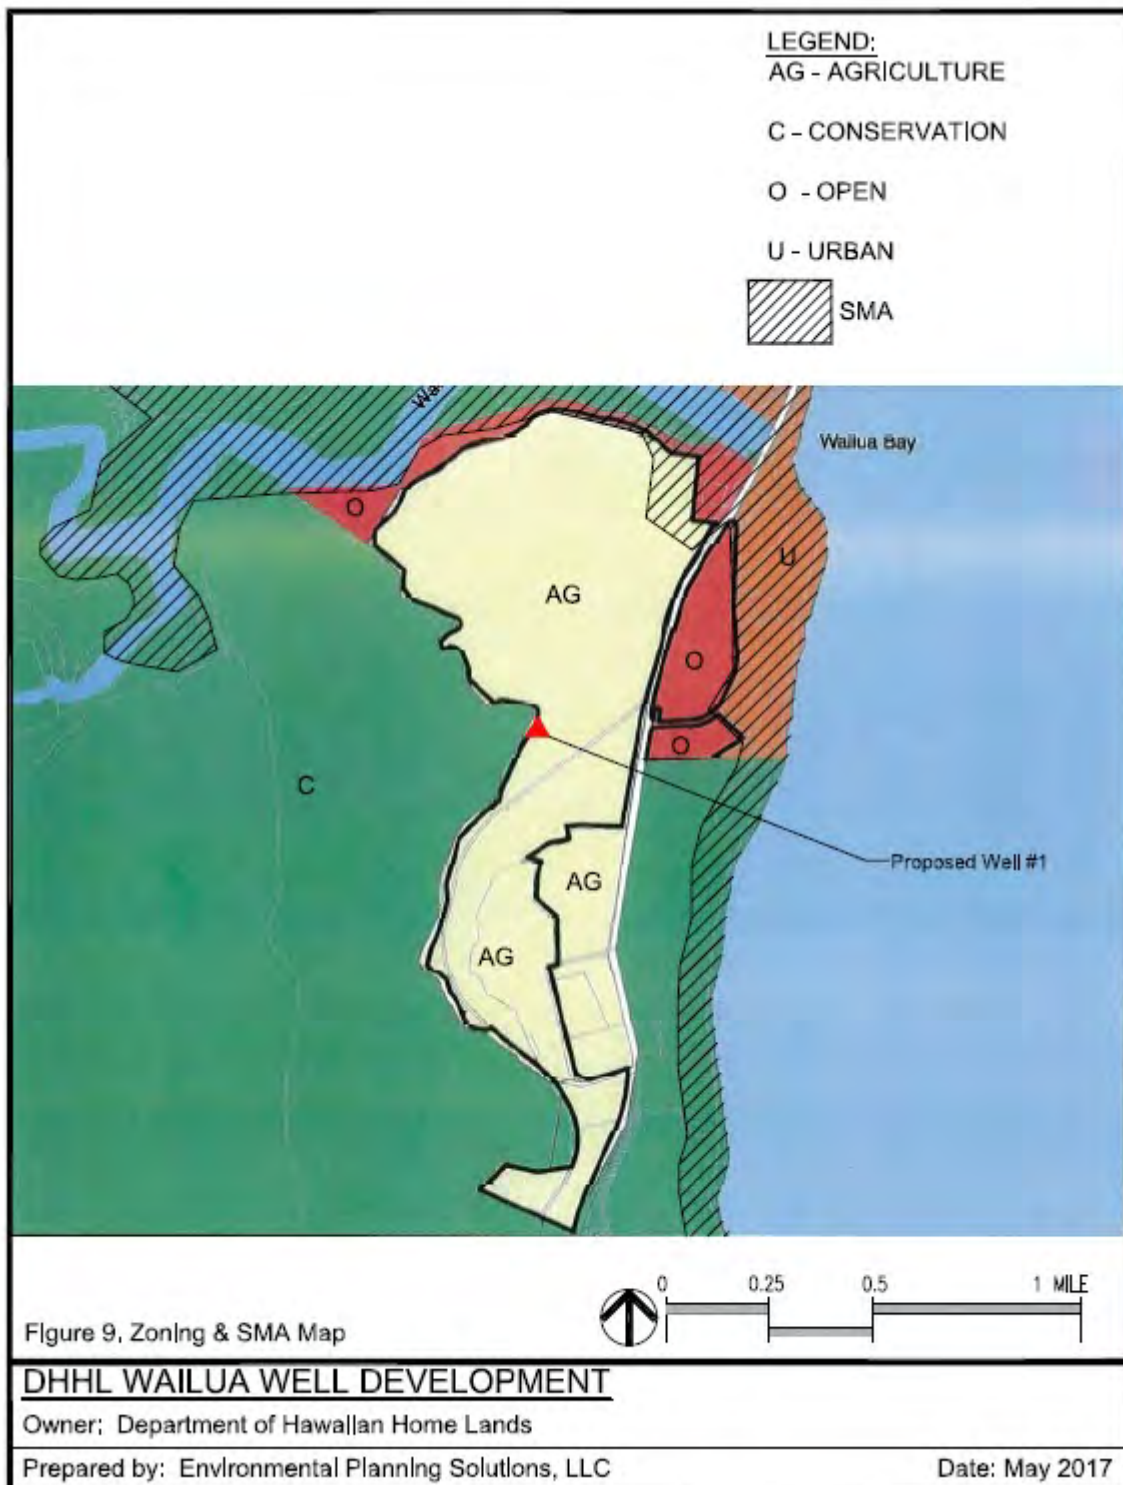 LEGEND:
AG - AGRICULTURE
C - CONSERVATION
O - OPEN
U - URBAN
SMA
Wa
Wailua Bay
O
U
AG
O
O
C
Proposed Well #1
AG
AG
0 0.25 0.5 1 MILE
Figure 9, Zoning & SMA Map
DHHL WAILUA WELL DEVELOPMENT
Owner: Department of Hawaiian Home Lands
Prepared by: Environmental Planning Solutions, LLC Date: May 2017